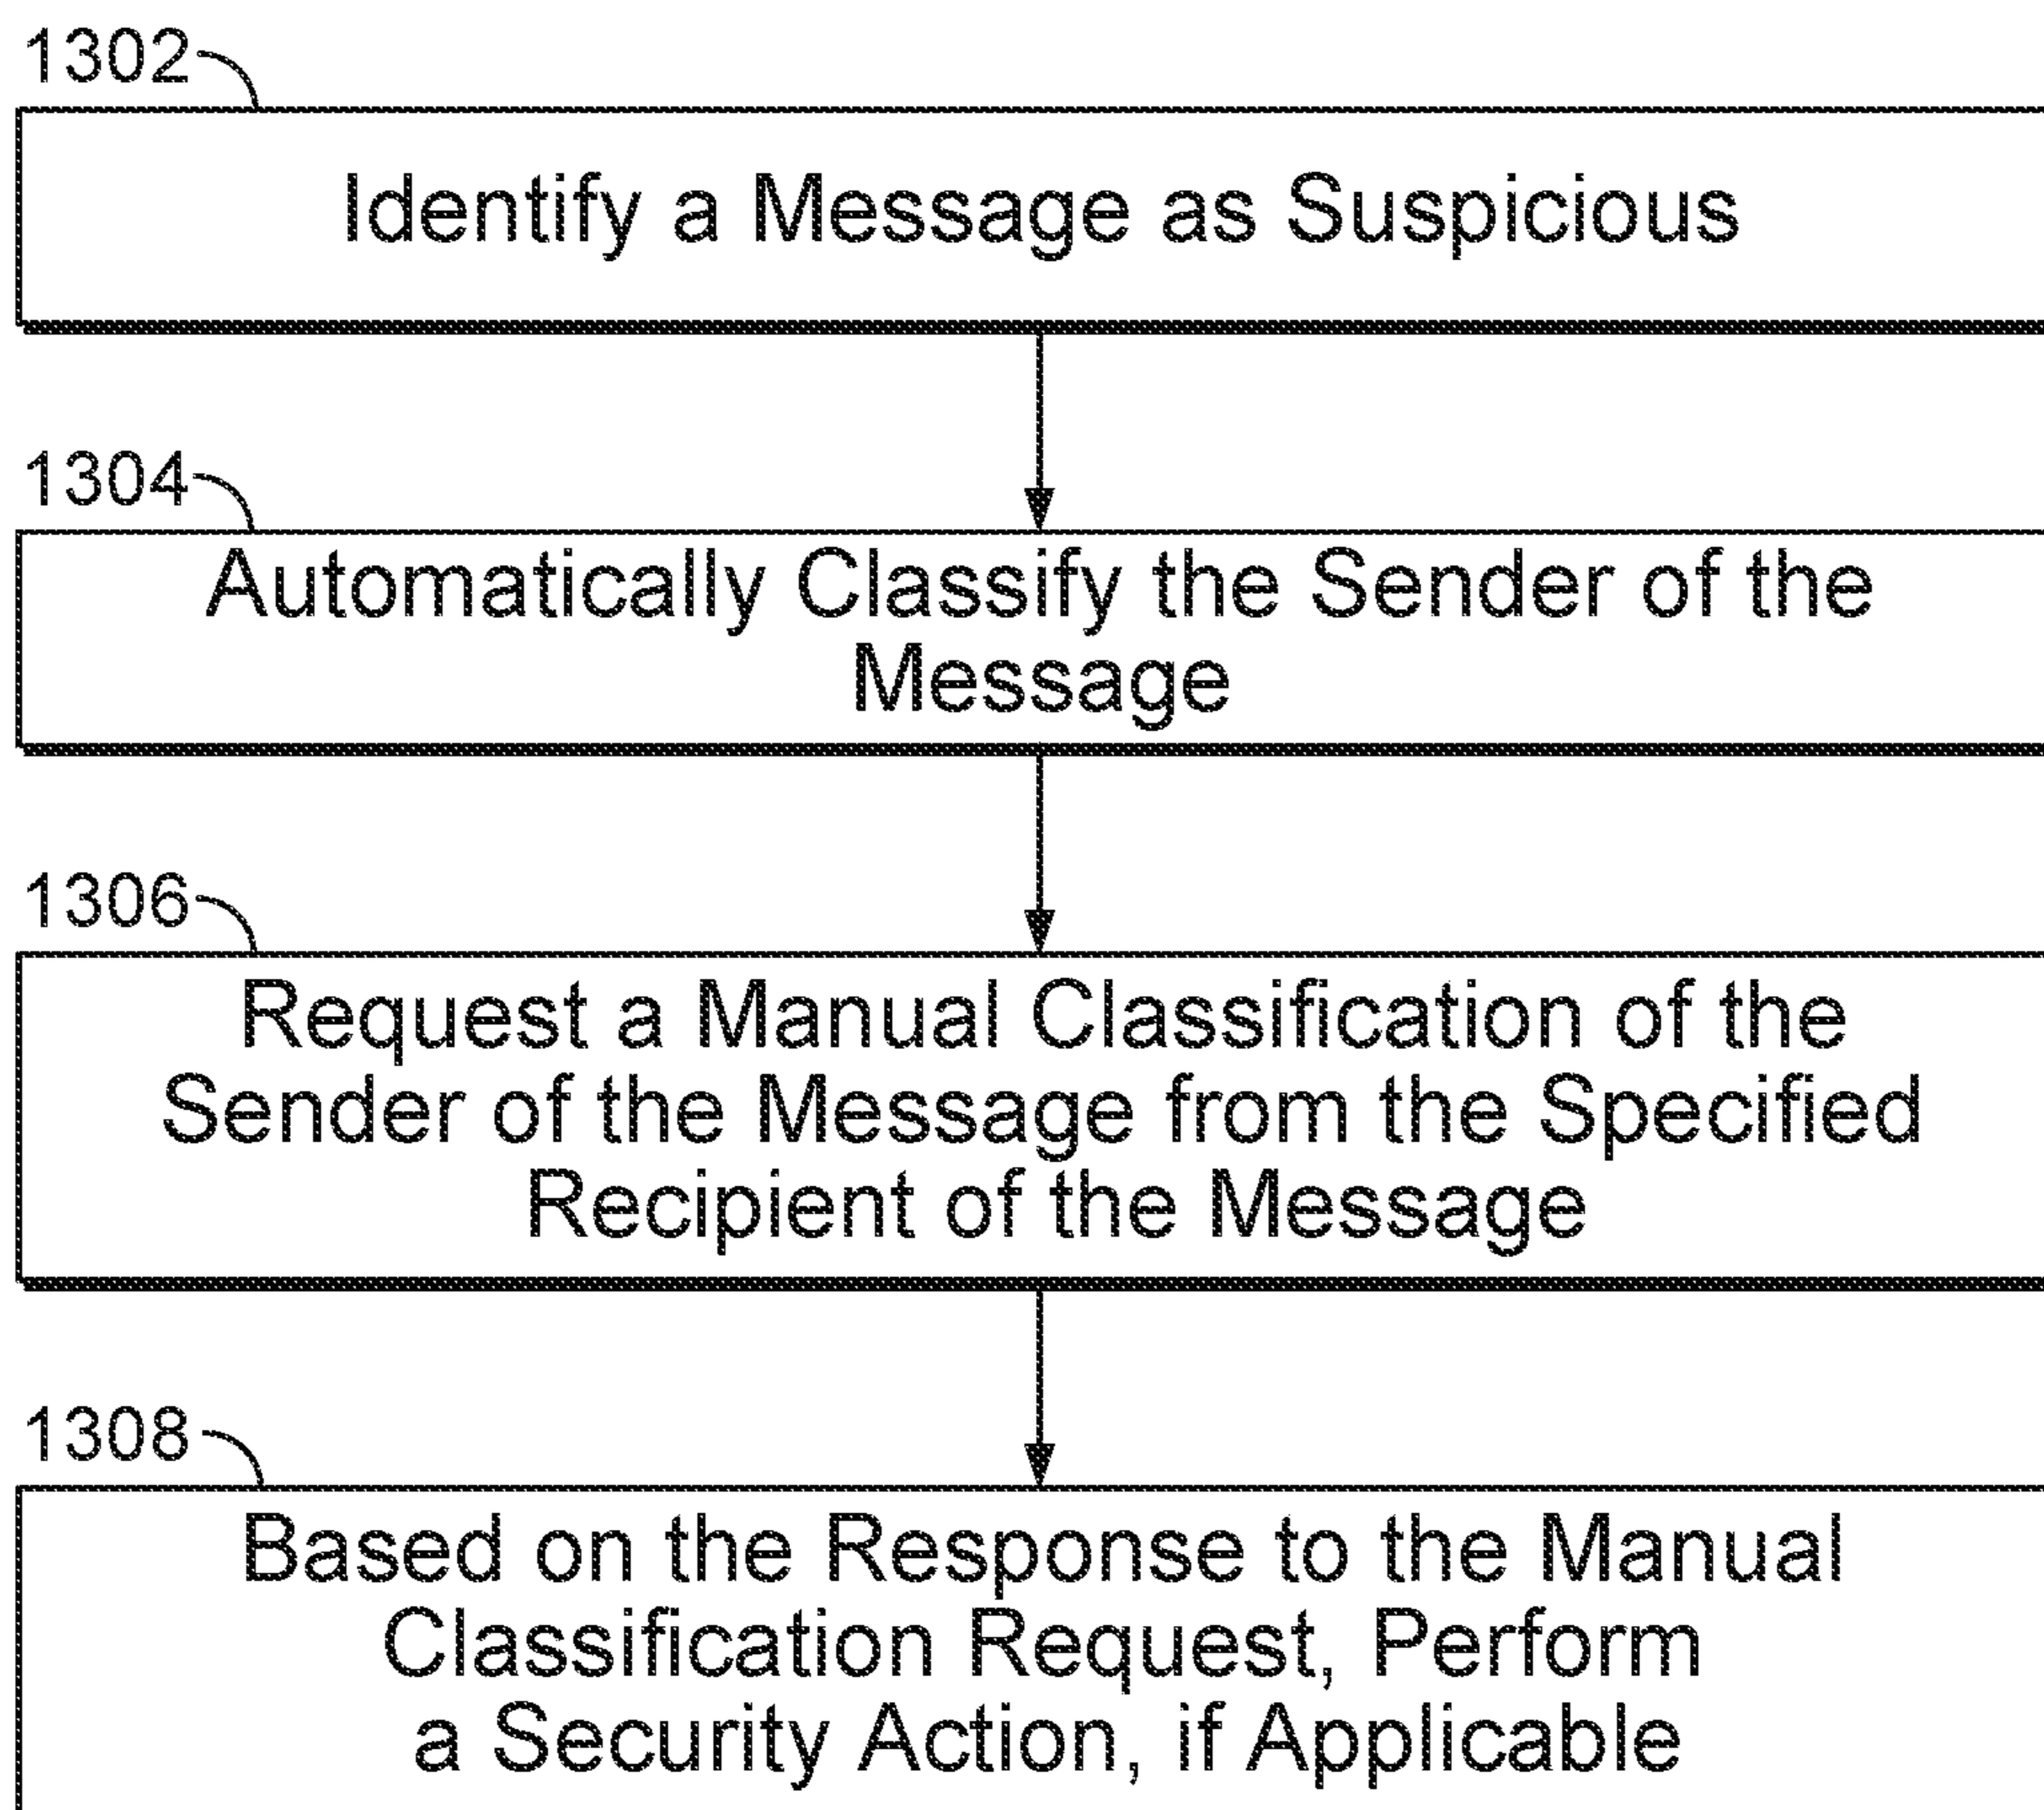 1302
Identify a Message as Suspicious
1304
Automatically Classify the Sender of the
Message
1306
Request a Manual Classification of the
Sender of the Message from the Specified
Recipient of the Message
1308
Based on the Response to the Manual
Classification Request, Perform
a Security Action, if Applicable